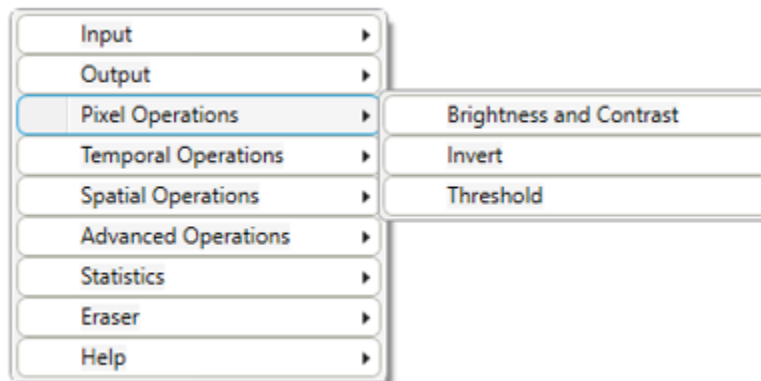 Input
Output
Pixel Operations
Brightness and Contrast
Temporal Operations
Invert
Spatial Operations
Threshold
Advanced Operations
Statistics
Eraser
Help